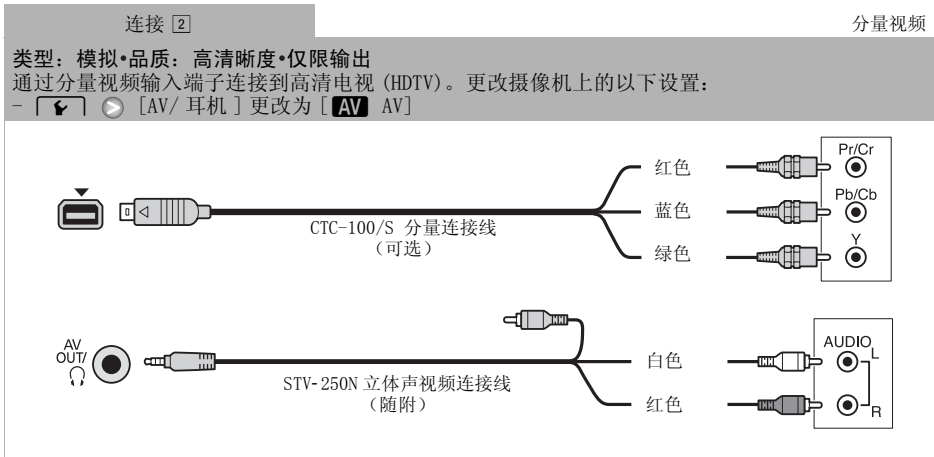 连接 2
分量视频
类型：模拟•品质：高清晰度•仅限输出
通过分量视频输入端子连接到高清电视 (HDTV)。更改摄像机上的以下设置：
- [AV/ 耳机 ] 更改为 [ AV AV]
红色
蓝色
绿色
Pr/Cr
Pb/Cb
Y
CTC-100/S 分量连接线
（可选）
AV
OUT/
白色
红色
AUDIO
L
R
STV-250N 立体声视频连接线
（随附）